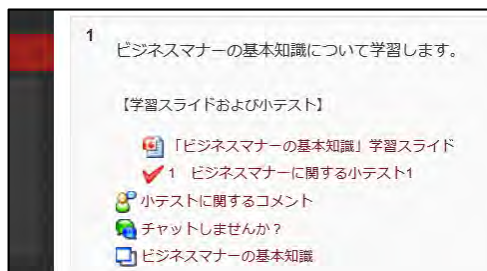 1
ビジネスマナーの基本知識について学習します。
【学習スライドおよび小テスト】
「ビジネスマナーの基本知識」学習スライド
1 ビジネスマナーに関する小テスト1
小テストに関するコメント
チャットしませんか?
ビジネスマナーの基本知識